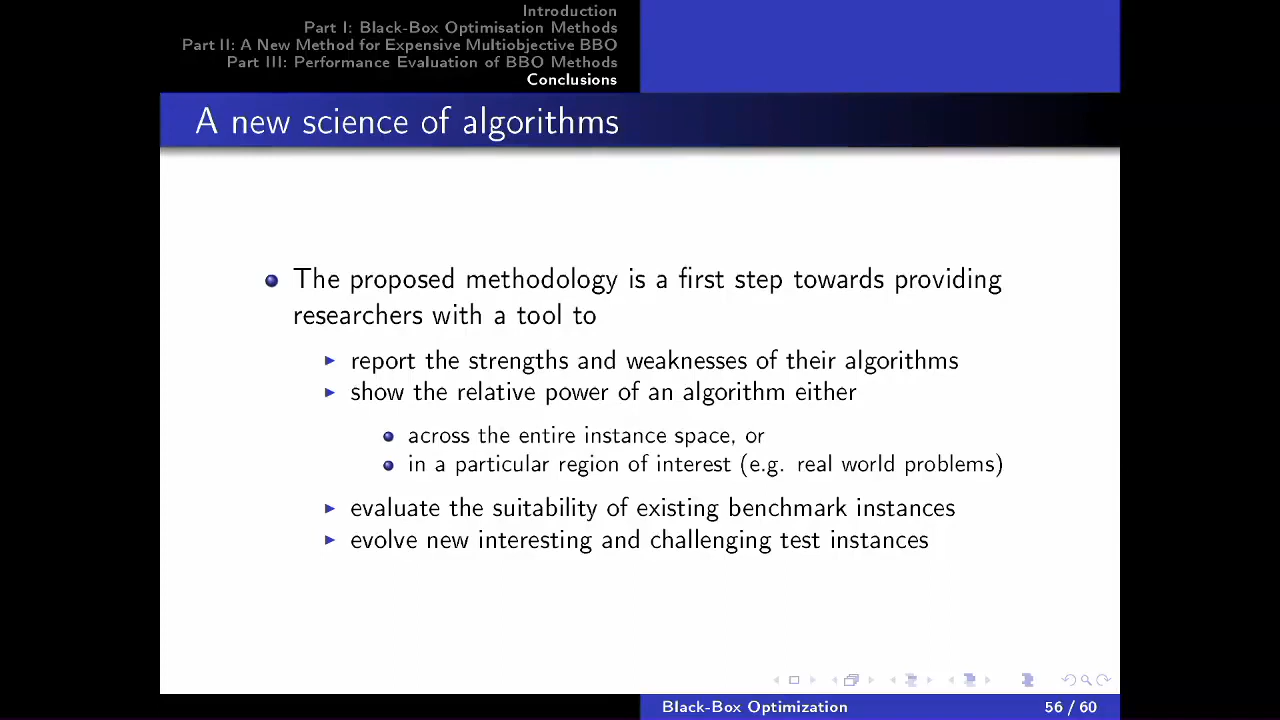 Introduction
Part I: Black-Box Optimisation Methods
Part II: A New Method for Expensive Multiobjective BBO
Part III: Performance Evaluation of BBO Methods
Conclusions
A new science of algorithms
The proposed methodology is a first step towards providing
researchers with a tool to
report the strengths and weaknesses of their algorithms
show the relative power of an algorithm either
across the entire instance space, or
in a particular region of interest (e.g. real world problems)
evaluate the suitability of existing benchmark instances
evolve new interesting and challenging test instances
Black-Box Optimization
56 / 60